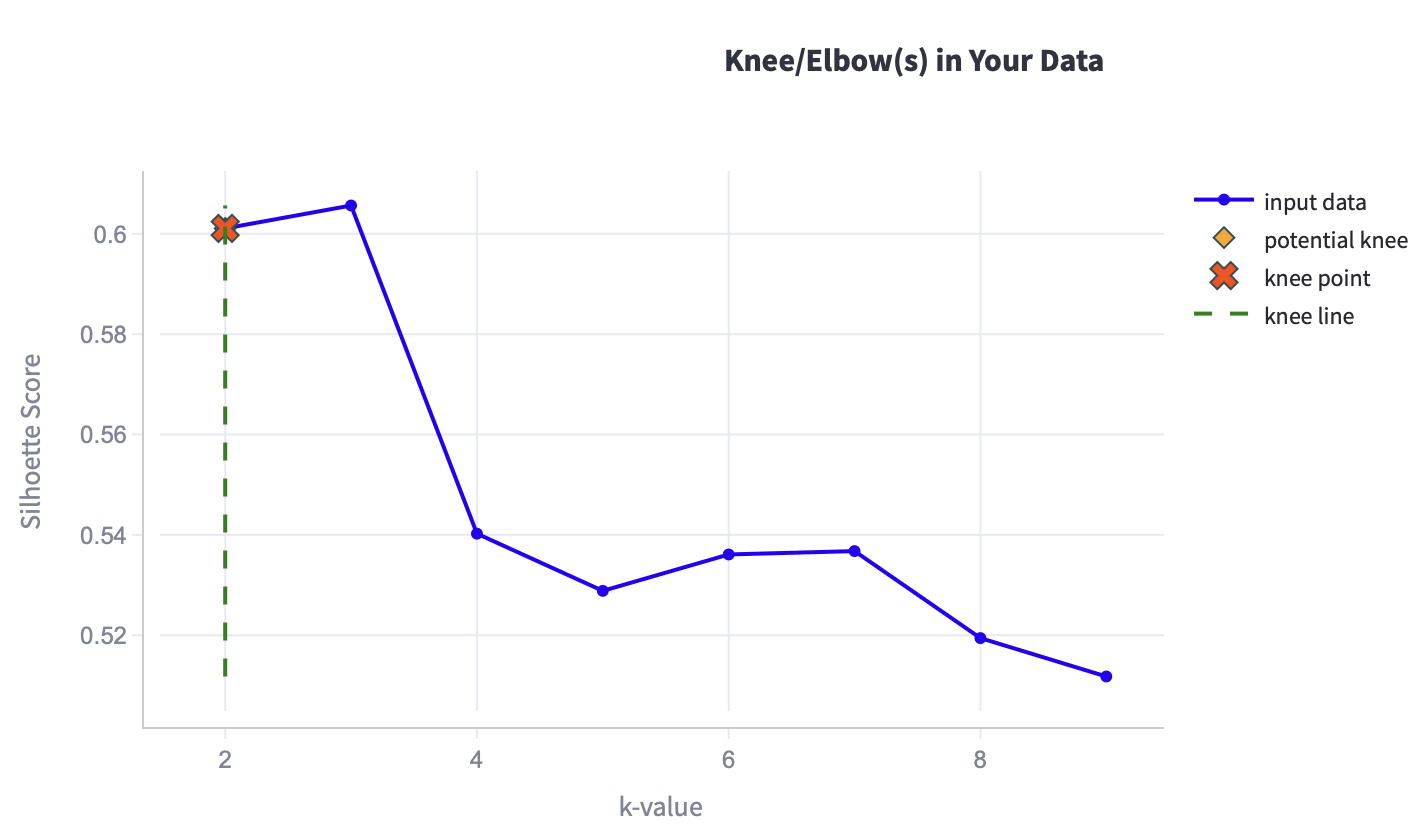 Knee/Elbow(s) in Your Data
input data
potential knee
knee point
knee line
Silhoette Score
0.6
0.58
0.56
0.54
0.52
2
4
6
8
k-value